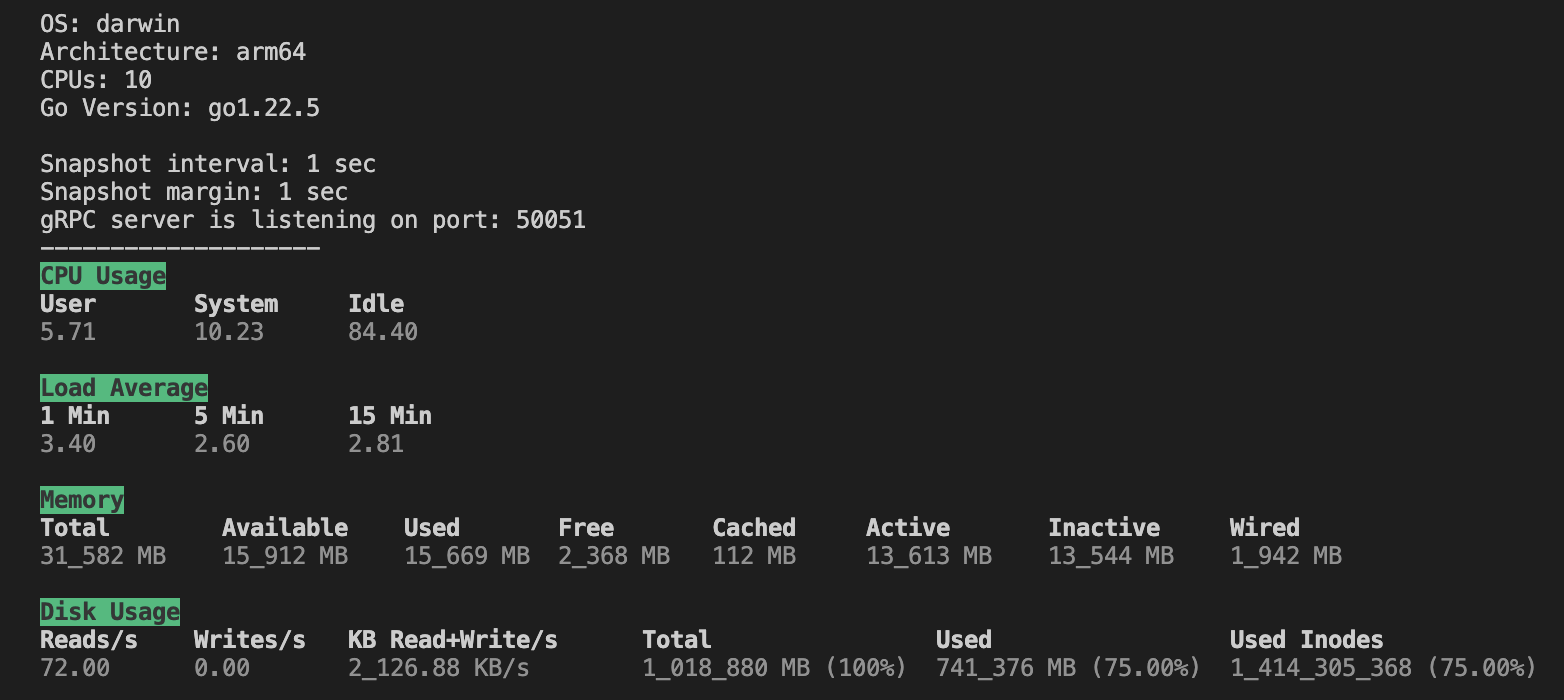 OS: darwin
Architecture: arm64
CPUs: 10
Go Version: go1.22.5
Snapshot interval: 1 sec
Snapshot margin: 1 sec
gRPC server is listening on port: 50051
--------------------
CPU Usage
User System Idle
5.71 10.23 84.40
Load Average
1 Min 5 Min 15 Min
3.40 2.60 2.81
Memory
Total Available Used Free Cached Active Inactive Wired
31_582 MB 15_912 MB 15_669 MB 2_368 MB 112 MB 13_613 MB 13_544 MB 1_942 MB
Disk Usage
Reads/s Writes/s KB Read+Write/s Total Used Used Inodes
72.00 0.00 2_126.88 KB/s 1_018_880 MB (100%) 741_376 MB (75.00%) 1_414_305_368 (75.00%)